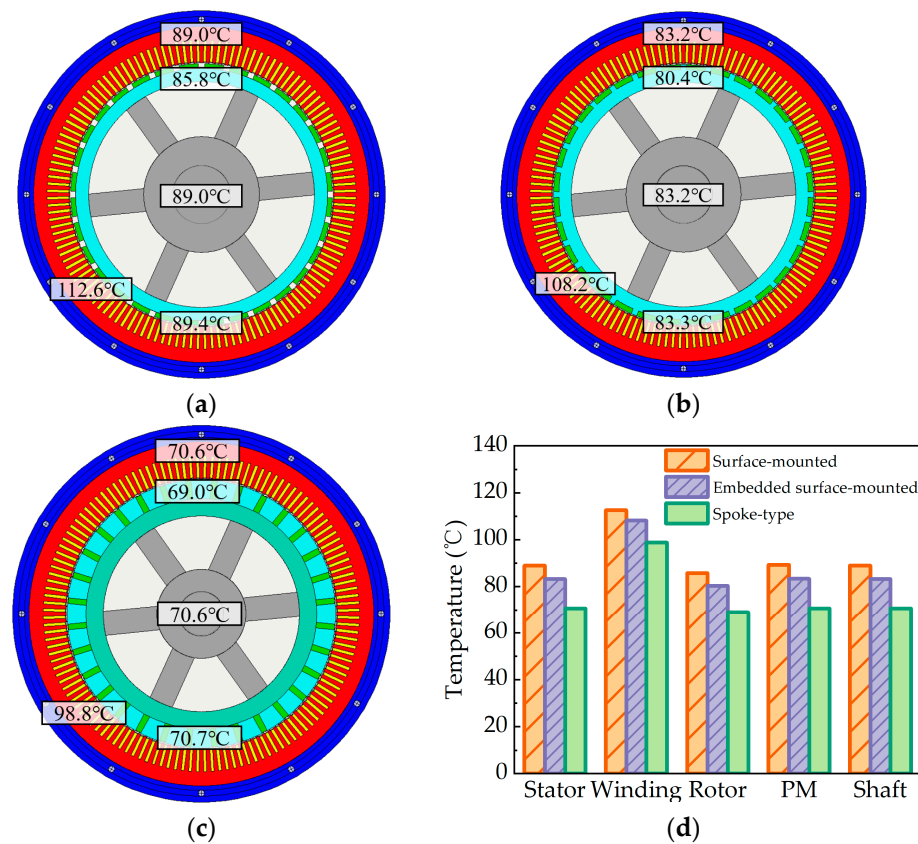 89.0℃
85.8℃
89.0℃
112.6℃
89.4℃
(a)
83.2℃
80.4℃
83.2℃
108.2℃
83.3℃
(b)
70.6℃
69.0℃
70.6℃
98.8℃
70.7℃
(c)
140
120
100
80
60
40
20
0
Temperature (℃)
Surface-mounted
Embedded surface-mounted
Spoke-type
Stator Winding Rotor PM Shaft
(d)